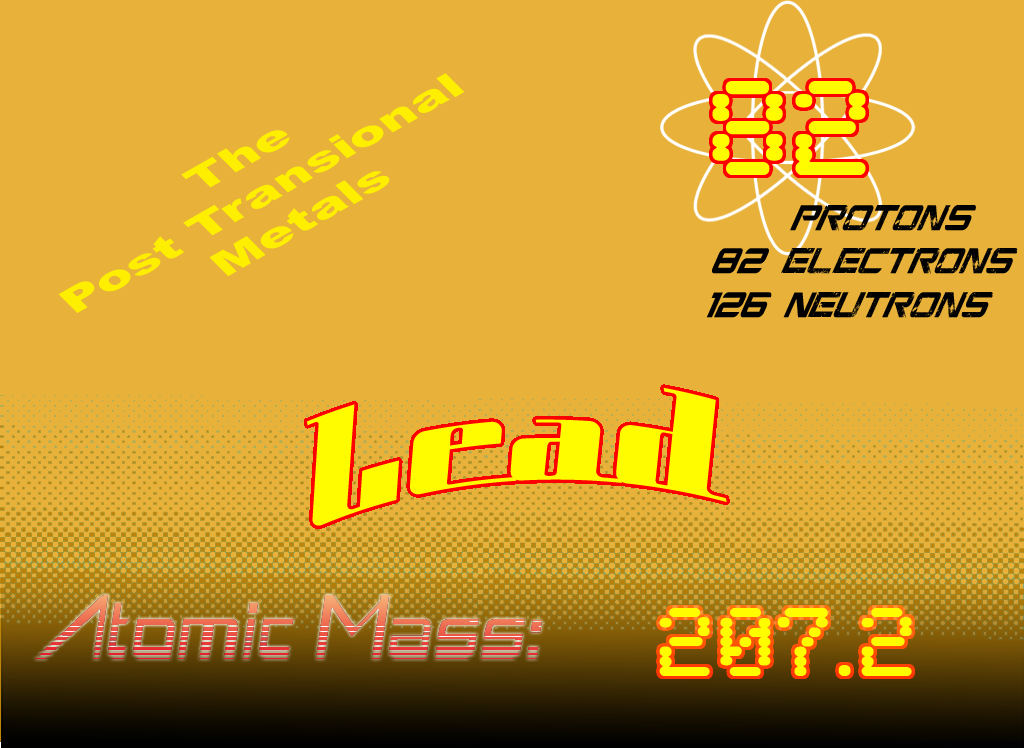 The
Post Transional
Metals
82
PROTONS
82 ELECTRONS
126 NEUTRONS
Lead
Atomic Mass: 207.2